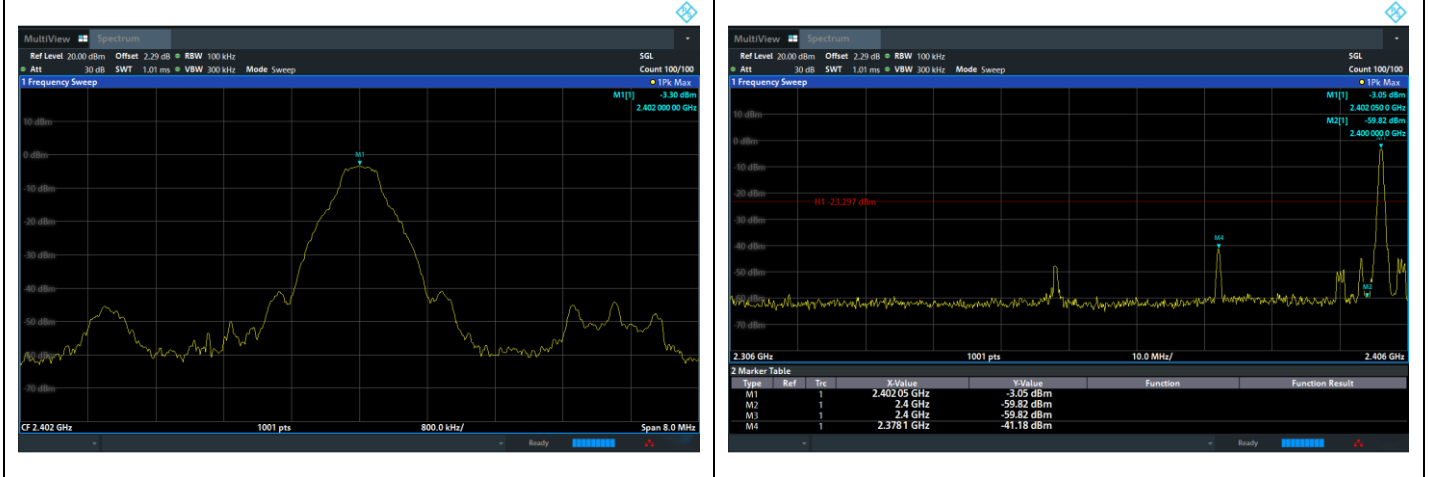 MultiView Spectrum
Ref Level 20.00 dBm Offset 2.29 dB RBW 100 kHz SGL
Att 30 dB SWT 1.01 ms VBW 300 kHz Mode Sweep Count 100/100
1 Frequency Sweep 1Pk Max
M1[1] -3.30 dBm
2.402 000 00 GHz
10 dBm
0 dBm
M1
-10 dBm
-20 dBm
-30 dBm
-40 dBm
-50 dBm
-60 dBm
-70 dBm
CF 2.402 GHz 1001 pts 800.0 kHz/ Span 8.0 MHz
Ready
MultiView Spectrum
Ref Level 20.00 dBm Offset 2.29 dB RBW 100 kHz SGL
Att 30 dB SWT 1.01 ms VBW 300 kHz Mode Sweep Count 100/100
1 Frequency Sweep 1Pk Max
M1[1] -3.05 dBm
2.402 050 0 GHz
10 dBm
M2[1] -59.82 dBm
2.400 000 0 GHz
0 dBm
-10 dBm
-20 dBm
H1 -23.297 dBm
-30 dBm
M4
-40 dBm
-50 dBm
M3
-60 dBm
-70 dBm
2.306 GHz 1001 pts 10.0 MHz/ 2.406 GHz
2 Marker Table
Type Ref Trc X-Value Y-Value Function Function Result
M1 1 2.402 05 GHz -3.05 dBm
M2 1 2.4 GHz -59.82 dBm
M3 1 2.4 GHz -59.82 dBm
M4 1 2.378 1 GHz -41.18 dBm
Ready